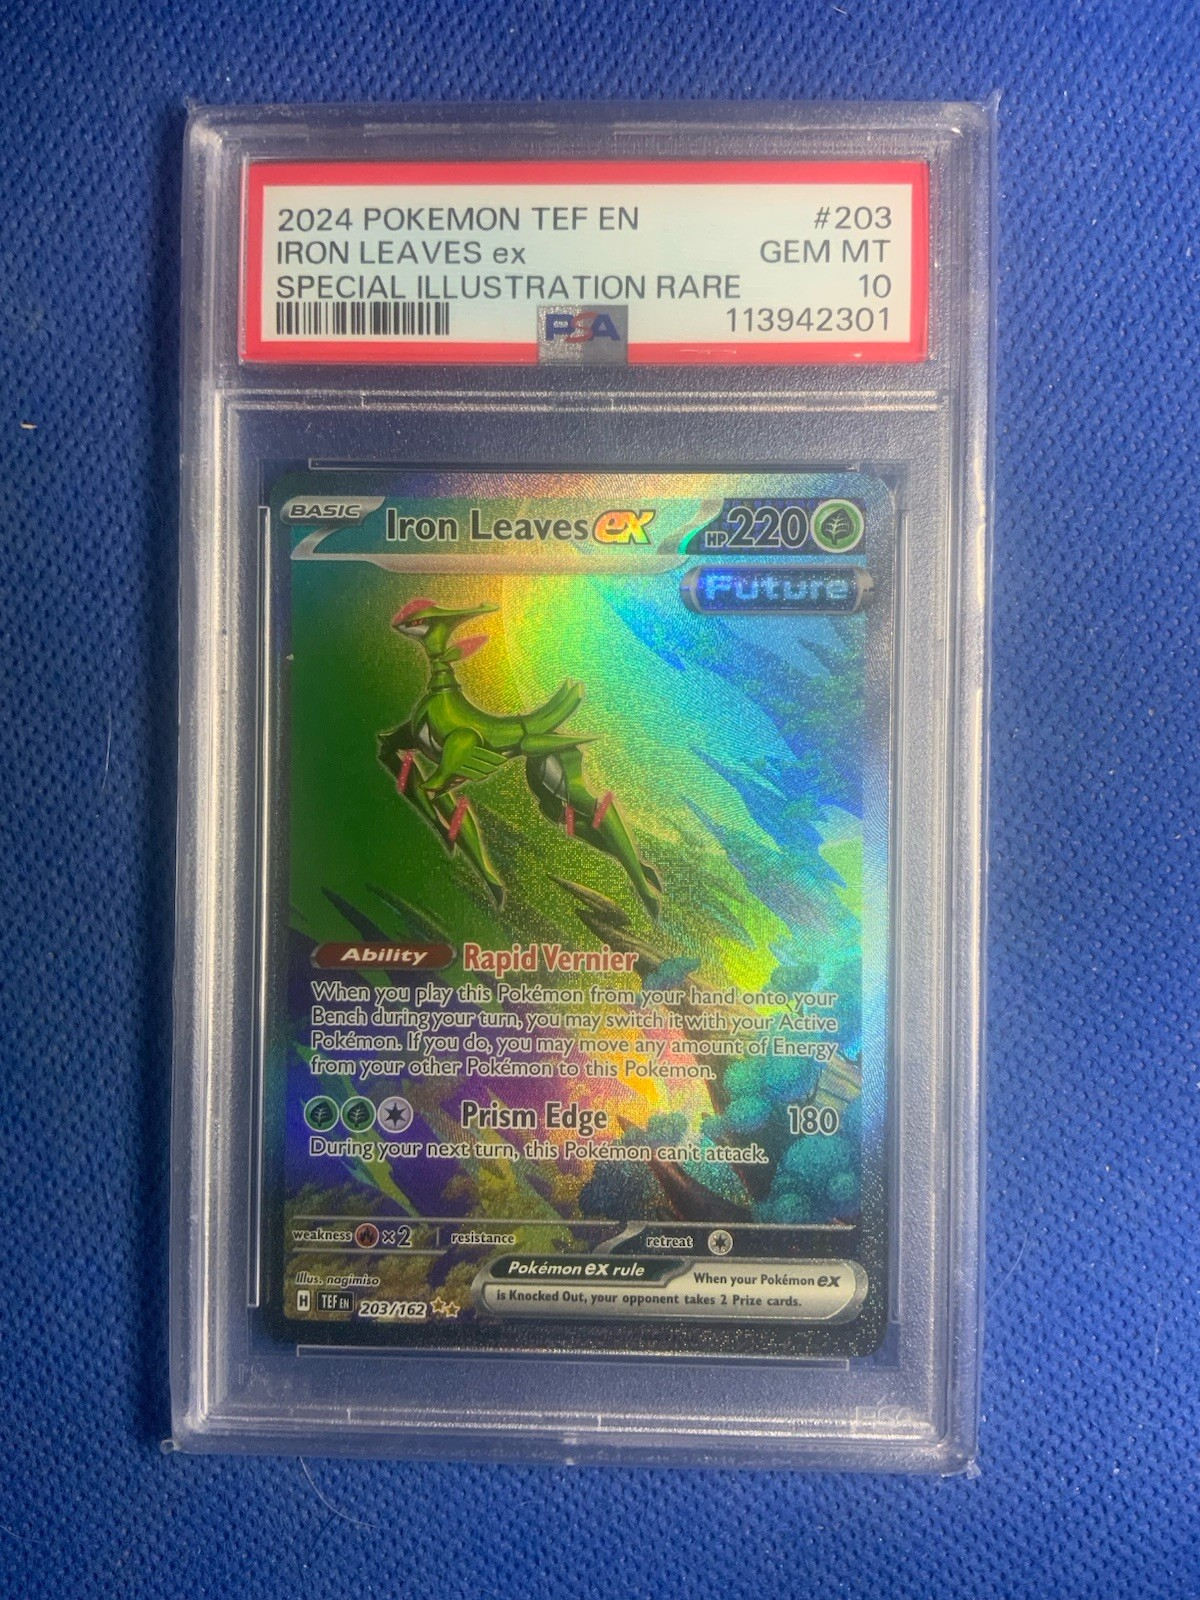 2024 POKEMON TEF EN #203
IRON LEAVES ex GEM MT
SPECIAL ILLUSTRATION RARE 10
PSA 113942301
BASIC Iron Leaves ex HP 220
Future
Ability Rapid Vernier
When you play this Pokémon from your hand onto your
Bench during your turn, you may switch it with your Active
Pokémon. If you do, you may move any amount of Energy
from your other Pokémon to this Pokémon.
Prism Edge 180
During your next turn, this Pokémon can't attack.
weakness ×2 resistance retreat
Pokémon ex rule When your Pokémon ex
is Knocked Out, your opponent takes 2 Prize cards.
Illus. nagimiso
H TEF EN 203/162